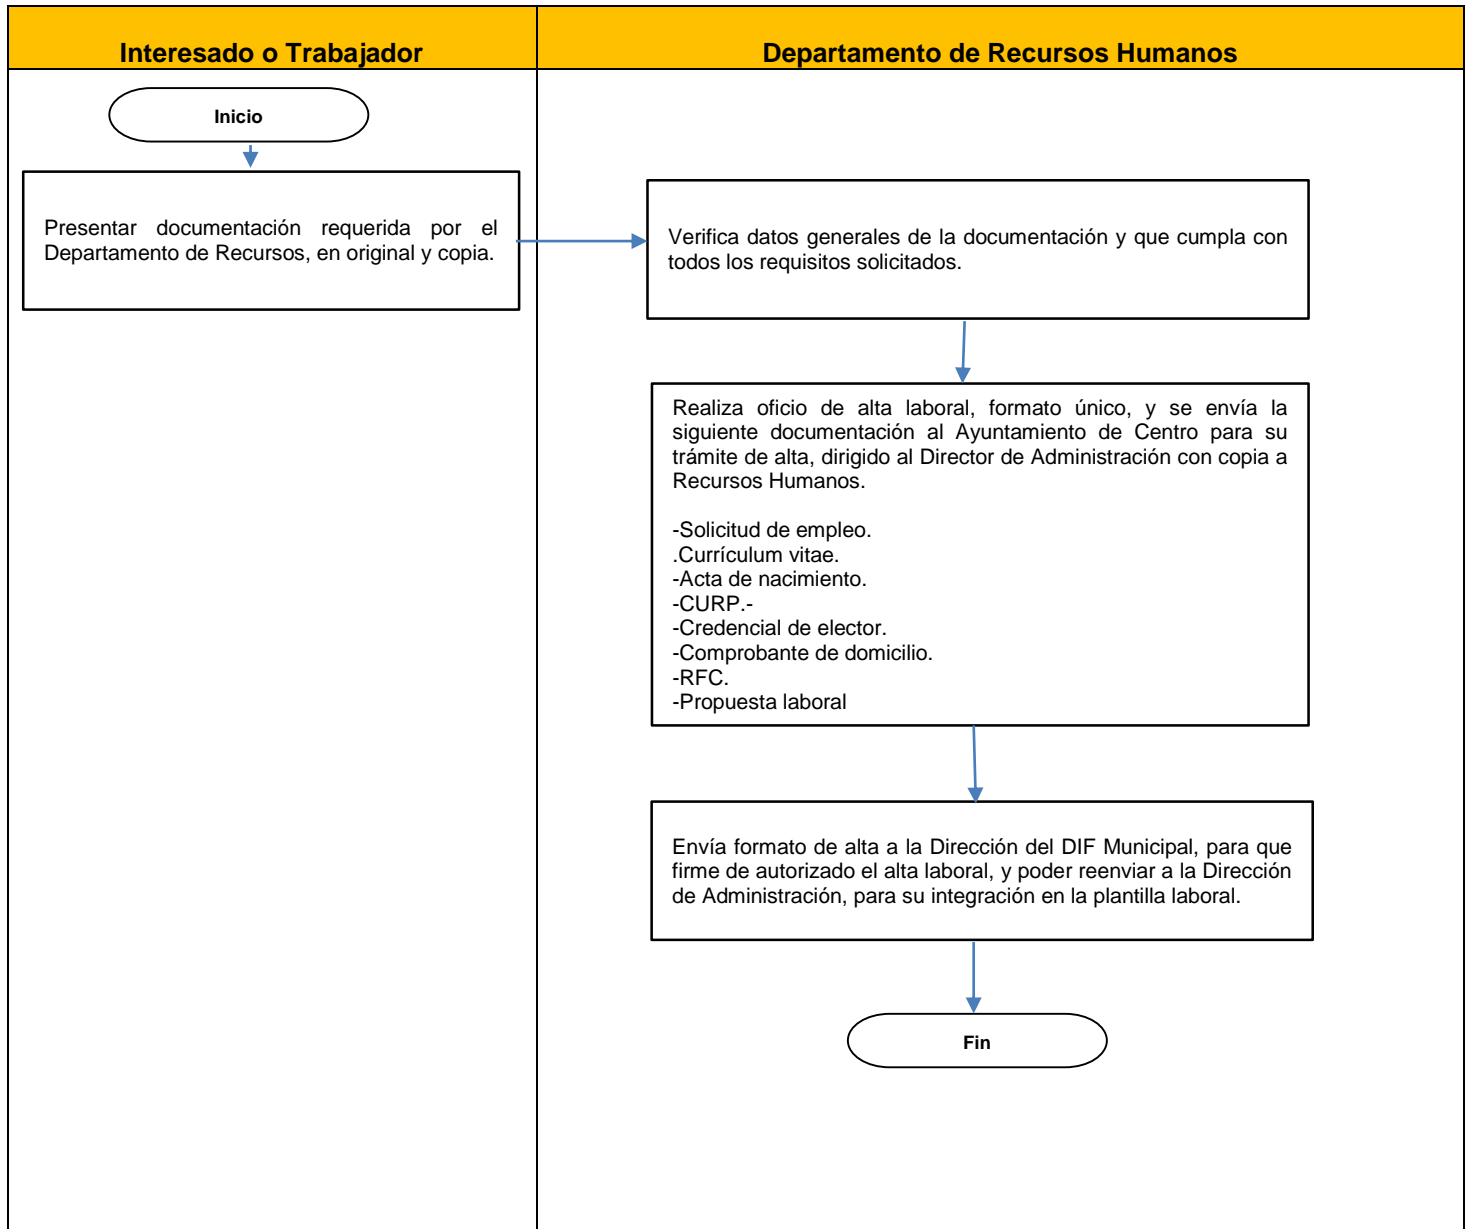 Interesado o Trabajador
Departamento de Recursos Humanos
Inicio
Presentar documentación requerida por el
Departamento de Recursos, en original y copia.
Verifica datos generales de la documentación y que cumpla con
todos los requisitos solicitados.
Realiza oficio de alta laboral, formato único, y se envía la
siguiente documentación al Ayuntamiento de Centro para su
trámite de alta, dirigido al Director de Administración con copia a
Recursos Humanos.
-Solicitud de empleo.
.Currículum vitae.
-Acta de nacimiento.
-CURP.-
-Credencial de elector.
-Comprobante de domicilio.
-RFC.
-Propuesta laboral
Envía formato de alta a la Dirección del DIF Municipal, para que
firme de autorizado el alta laboral, y poder reenviar a la Dirección
de Administración, para su integración en la plantilla laboral.
Fin